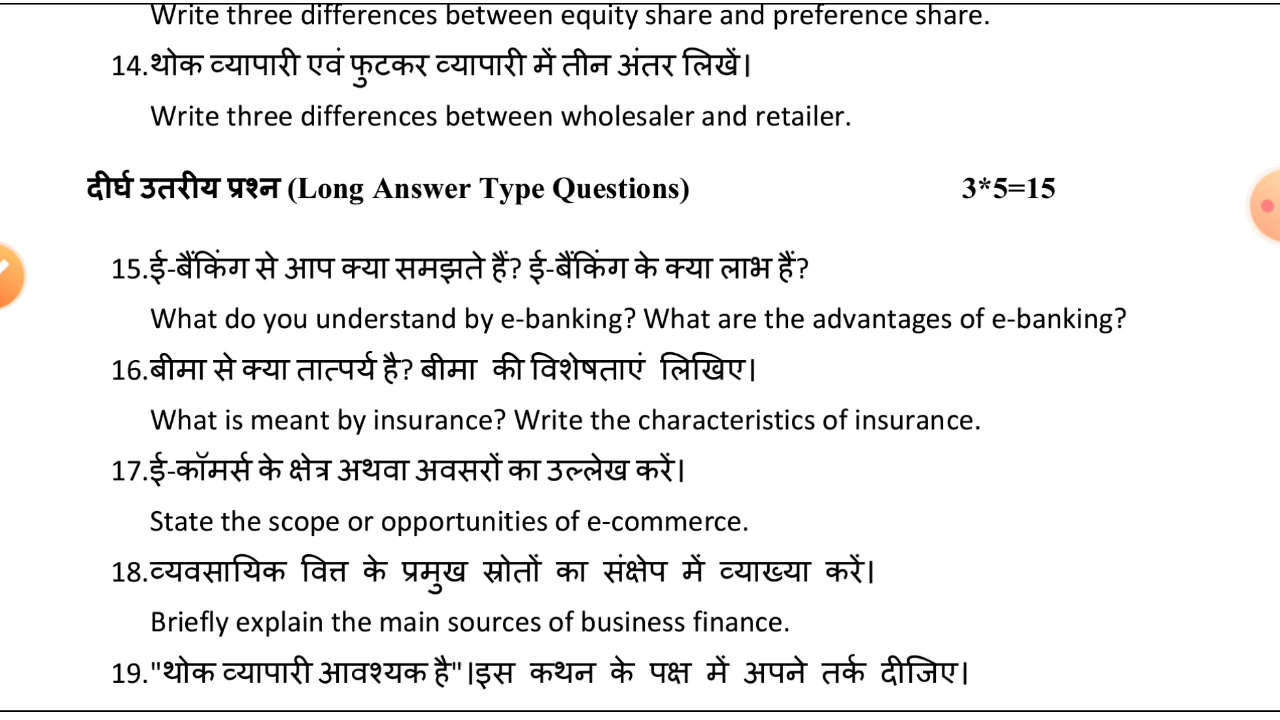 Write three differences between equity share and preference share.
14.थोक व्यापारी एवं फुटकर व्यापारी में तीन अंतर लिखें।
Write three differences between wholesaler and retailer.
दीर्घ उतरीय प्रश्न (Long Answer Type Questions) 3*5=15
15.ई-बैंकिंग से आप क्या समझते हैं? ई-बैंकिंग के क्या लाभ हैं?
What do you understand by e-banking? What are the advantages of e-banking?
16.बीमा से क्या तात्पर्य है? बीमा की विशेषताएं लिखिए।
What is meant by insurance? Write the characteristics of insurance.
17.ई-कॉमर्स के क्षेत्र अथवा अवसरों का उल्लेख करें।
State the scope or opportunities of e-commerce.
18.व्यवसायिक वित्त के प्रमुख स्रोतों का संक्षेप में व्याख्या करें।
Briefly explain the main sources of business finance.
19."थोक व्यापारी आवश्यक है"।इस कथन के पक्ष में अपने तर्क दीजिए।